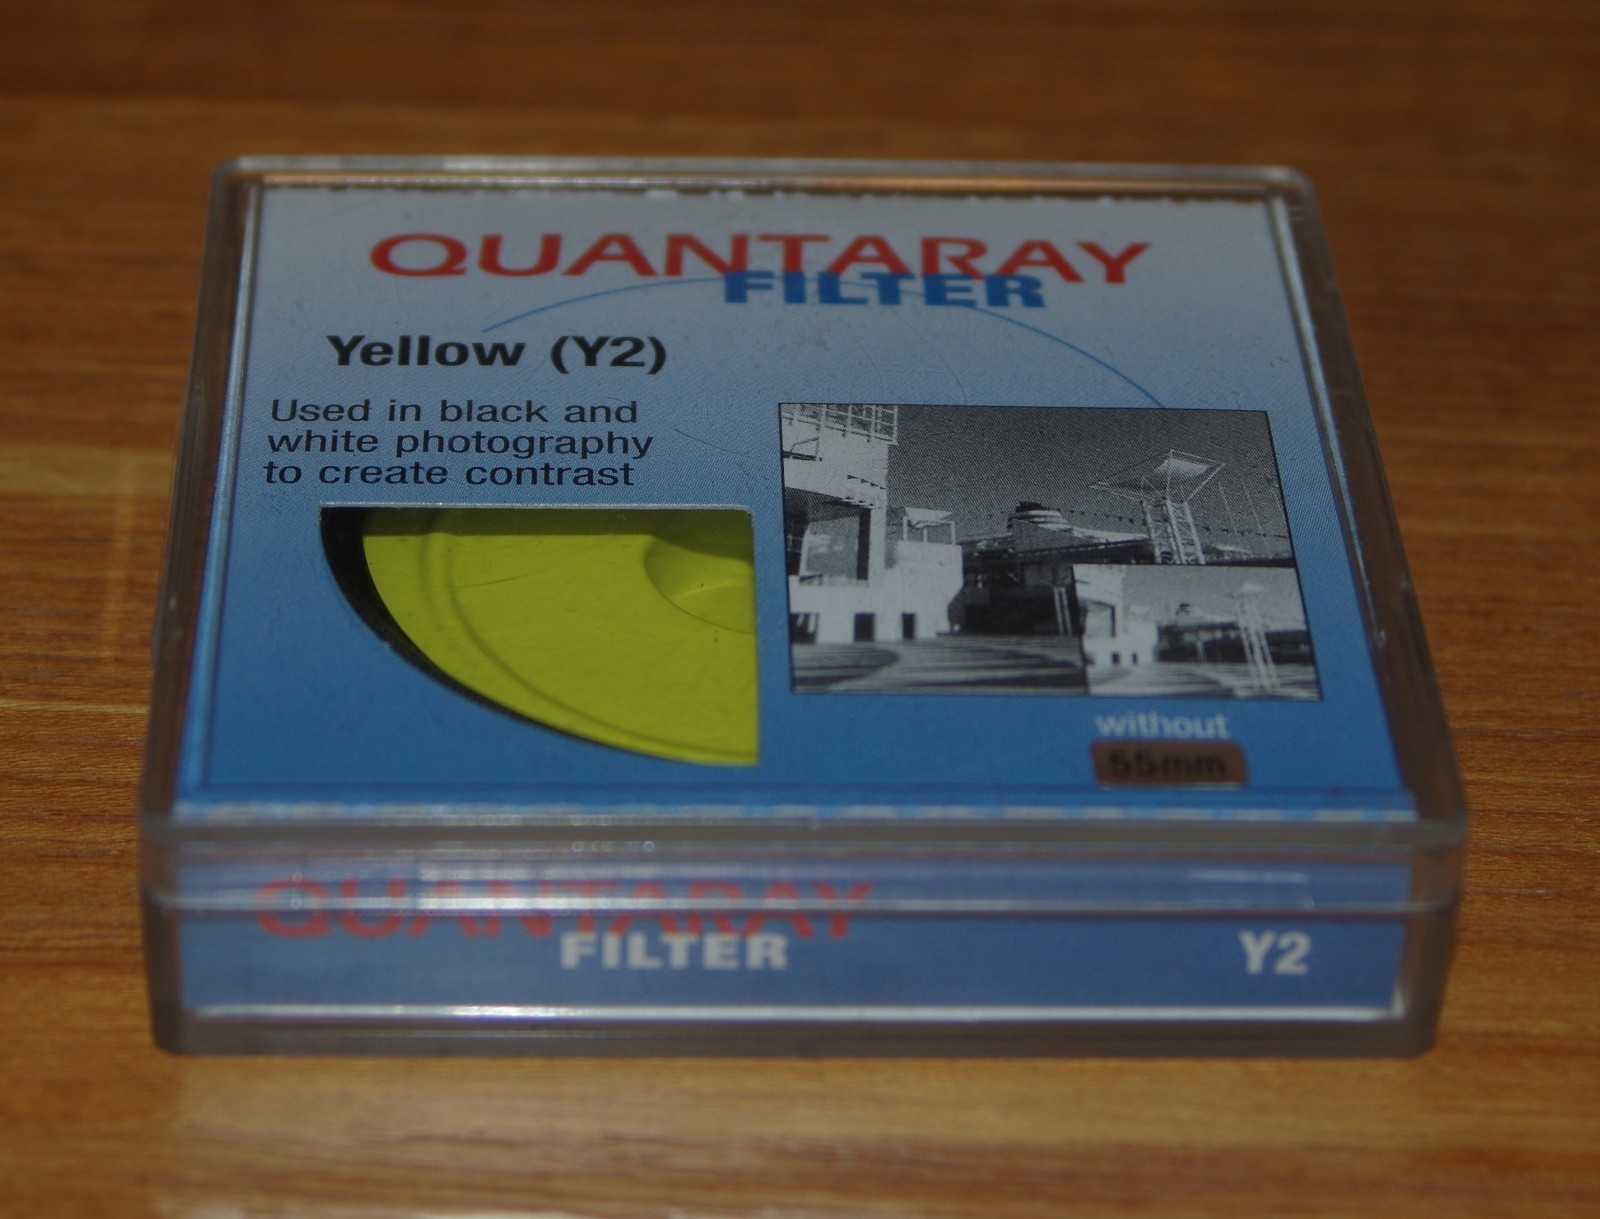 QUANTARAY
FILTER
Yellow (Y2)
Used in black and
white photography
to create contrast
without
55mm
QUANTARAY
FILTER
Y2